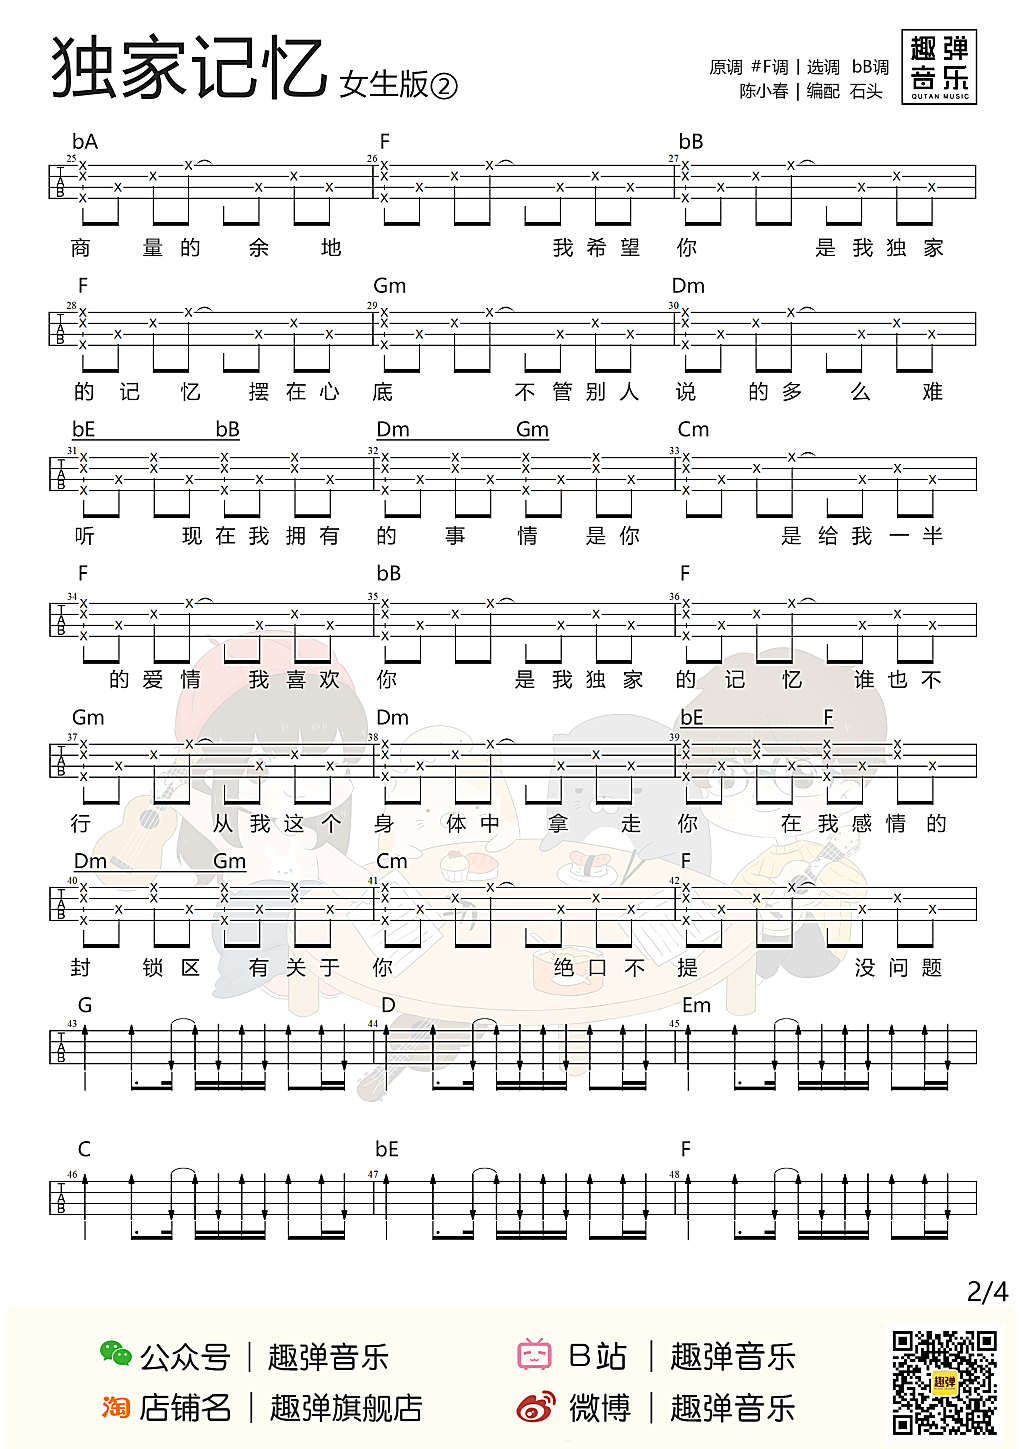 独家记忆 女生版②
原调 #F调 | 选调 bB调
陈小春 | 编配 石头
趣弹音乐
QUTAN MUSIC
bA F bB
25 26 27
商量的余地 我希望你 是我独家
F Gm Dm
28 29 30
的记忆 摆在心底 不管别人说 的多么难
bE bB Dm Gm Cm
31 32 33
听 现在我拥有的事情是你 是给我一半
F bB F
34 35 36
的爱情 我喜欢你 是我独家的记忆 谁也不
Gm Dm bE F
37 38 39
行 从我这个身体中拿走你 在我感情的
Dm Gm Cm F
40 41 42
封锁区 有关于你 绝口不提 没问题
G D Em
43 44 45
C bE F
46 47 48
2/4
公众号 | 趣弹音乐 B站 | 趣弹音乐
淘 店铺名 | 趣弹旗舰店 微博 | 趣弹音乐
趣弹